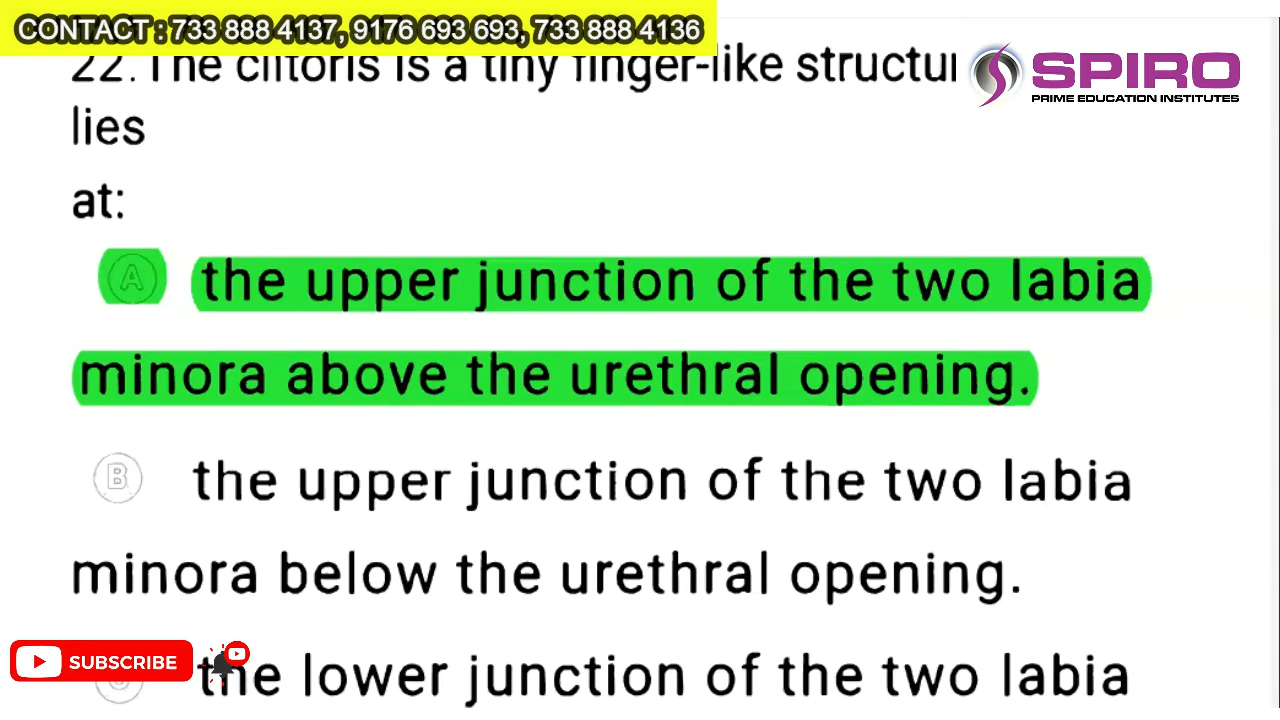 CONTACT : 733 888 4137, 9176 693 693, 733 888 4136
22. The clitoris is a tiny finger-like structur
SPIRO
PRIME EDUCATION INSTITUTES
lies
at:
A the upper junction of the two labia
minora above the urethral opening.
B the upper junction of the two labia
minora below the urethral opening.
SUBSCRIBE
the lower junction of the two labia